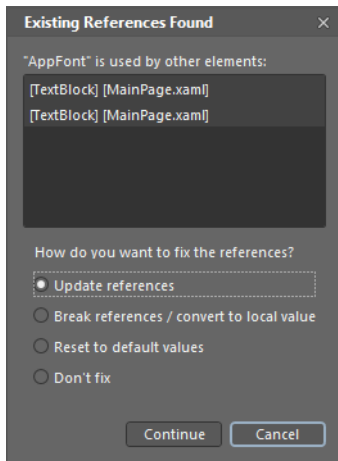 Existing References Found
"AppFont" is used by other elements:
[TextBlock] [MainPage.xaml]
[TextBlock] [MainPage.xaml]
How do you want to fix the references?
Update references
Break references / convert to local value
Reset to default values
Don't fix
Continue Cancel